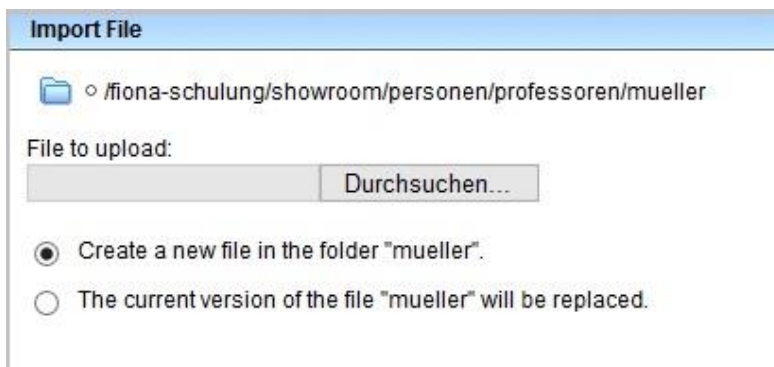 Import File
/fiona-schulung/showroom/personen/professoren/mueller
File to upload:
Durchsuchen...
Create a new file in the folder "mueller".
The current version of the file "mueller" will be replaced.